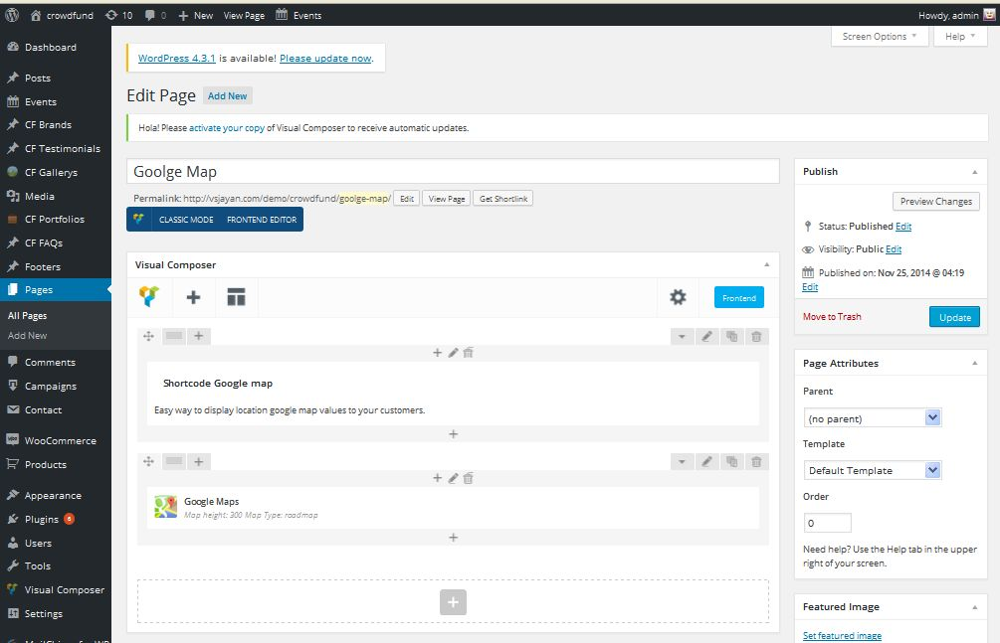 crowdfund 10 0 New View Page Events Howdy, admin
Screen Options Help
Dashboard
Posts
Events
CF Brands
CF Testimonials
CF Gallerys
Media
CF Portfolios
CF FAQs
Footers
Pages
All Pages
Add New
Comments
Campaigns
Contact
WooCommerce
Products
Appearance
Plugins 6
Users
Tools
Visual Composer
Settings
WordPress 4.3.1 is available! Please update now.
Edit Page Add New
Hola! Please activate your copy of Visual Composer to receive automatic updates.
Goolge Map
Permalink: http://vsjayan.com/demo/crowdfund/goolge-map/ Edit View Page Get Shortlink
CLASSIC MODE FRONTEND EDITOR
Visual Composer
Frontend
Shortcode Google map
Easy way to display location google map values to your customers.
Google Maps
Map height: 300 Map Type: roadmap
Publish
Preview Changes
Status: Published Edit
Visibility: Public Edit
Published on: Nov 25, 2014 @ 04:19
Edit
Move to Trash Update
Page Attributes
Parent
(no parent)
Template
Default Template
Order
0
Need help? Use the Help tab in the upper
right of your screen.
Featured Image
Set featured image